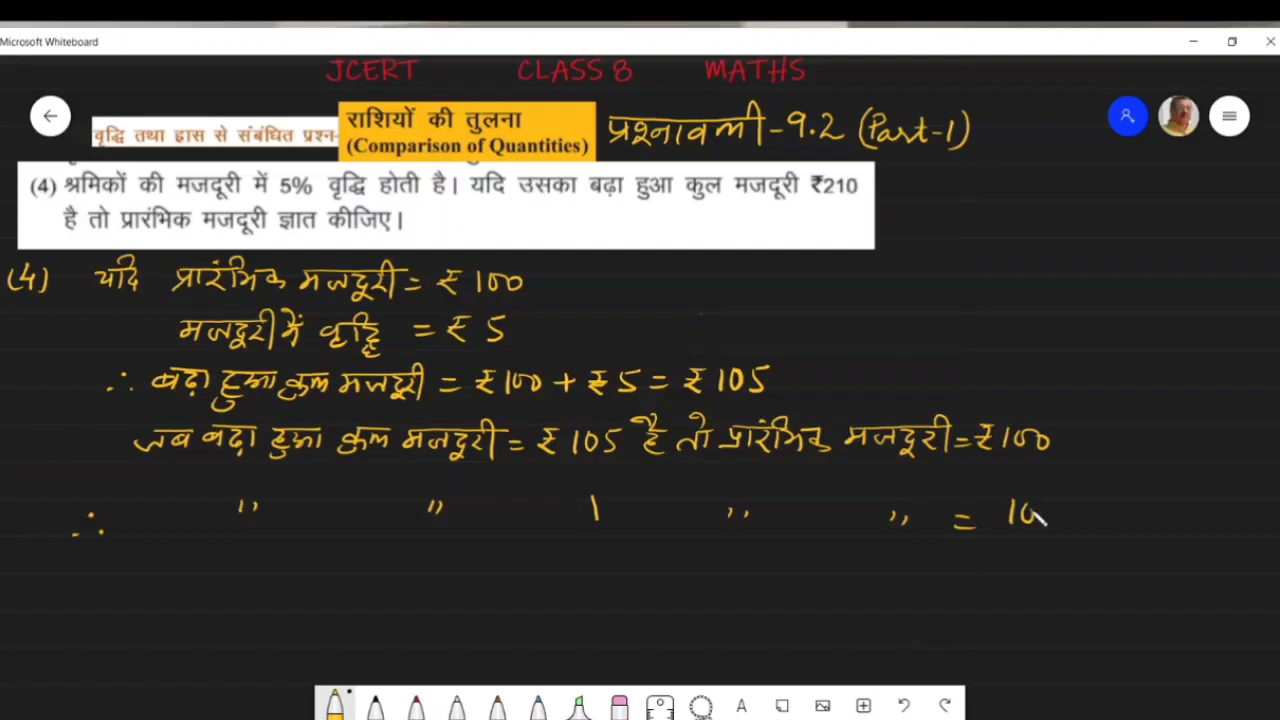 Microsoft Whiteboard
JCERT CLASS 8 MATHS
वृद्धि तथा ह्रास से संबंधित प्रश्न-
राशियों की तुलना
(Comparison of Quantities)
प्रश्नावली-9.2 (Part-1)
(4) श्रमिकों की मजदूरी में 5% वृद्धि होती है। यदि उसका बढ़ा हुआ कुल मजदूरी ₹210
है तो प्रारंभिक मजदूरी ज्ञात कीजिए।
(4) यदि प्रारंभिक मजदूरी = ₹ 100
मजदूरी में वृद्धि = ₹ 5
∴ बढ़ा हुआ कुल मजदूरी = ₹100 + ₹5 = ₹105
जब बढ़ा हुआ कुल मजदूरी = ₹ 105 है तो प्रारंभिक मजदूरी = ₹100
∴ " " 1 " " = 10
A